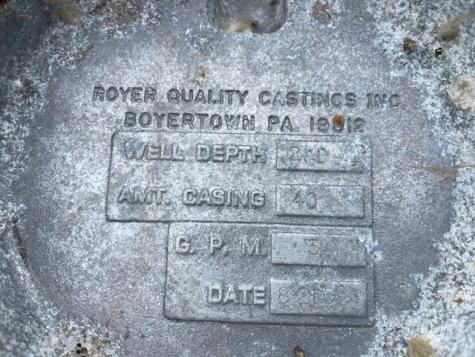 ROYER QUALITY CASTINGS INC
BOYERTOWN, PA. 19512
WELL DEPTH
AMT. CASING 40
G. P. M.
DATE